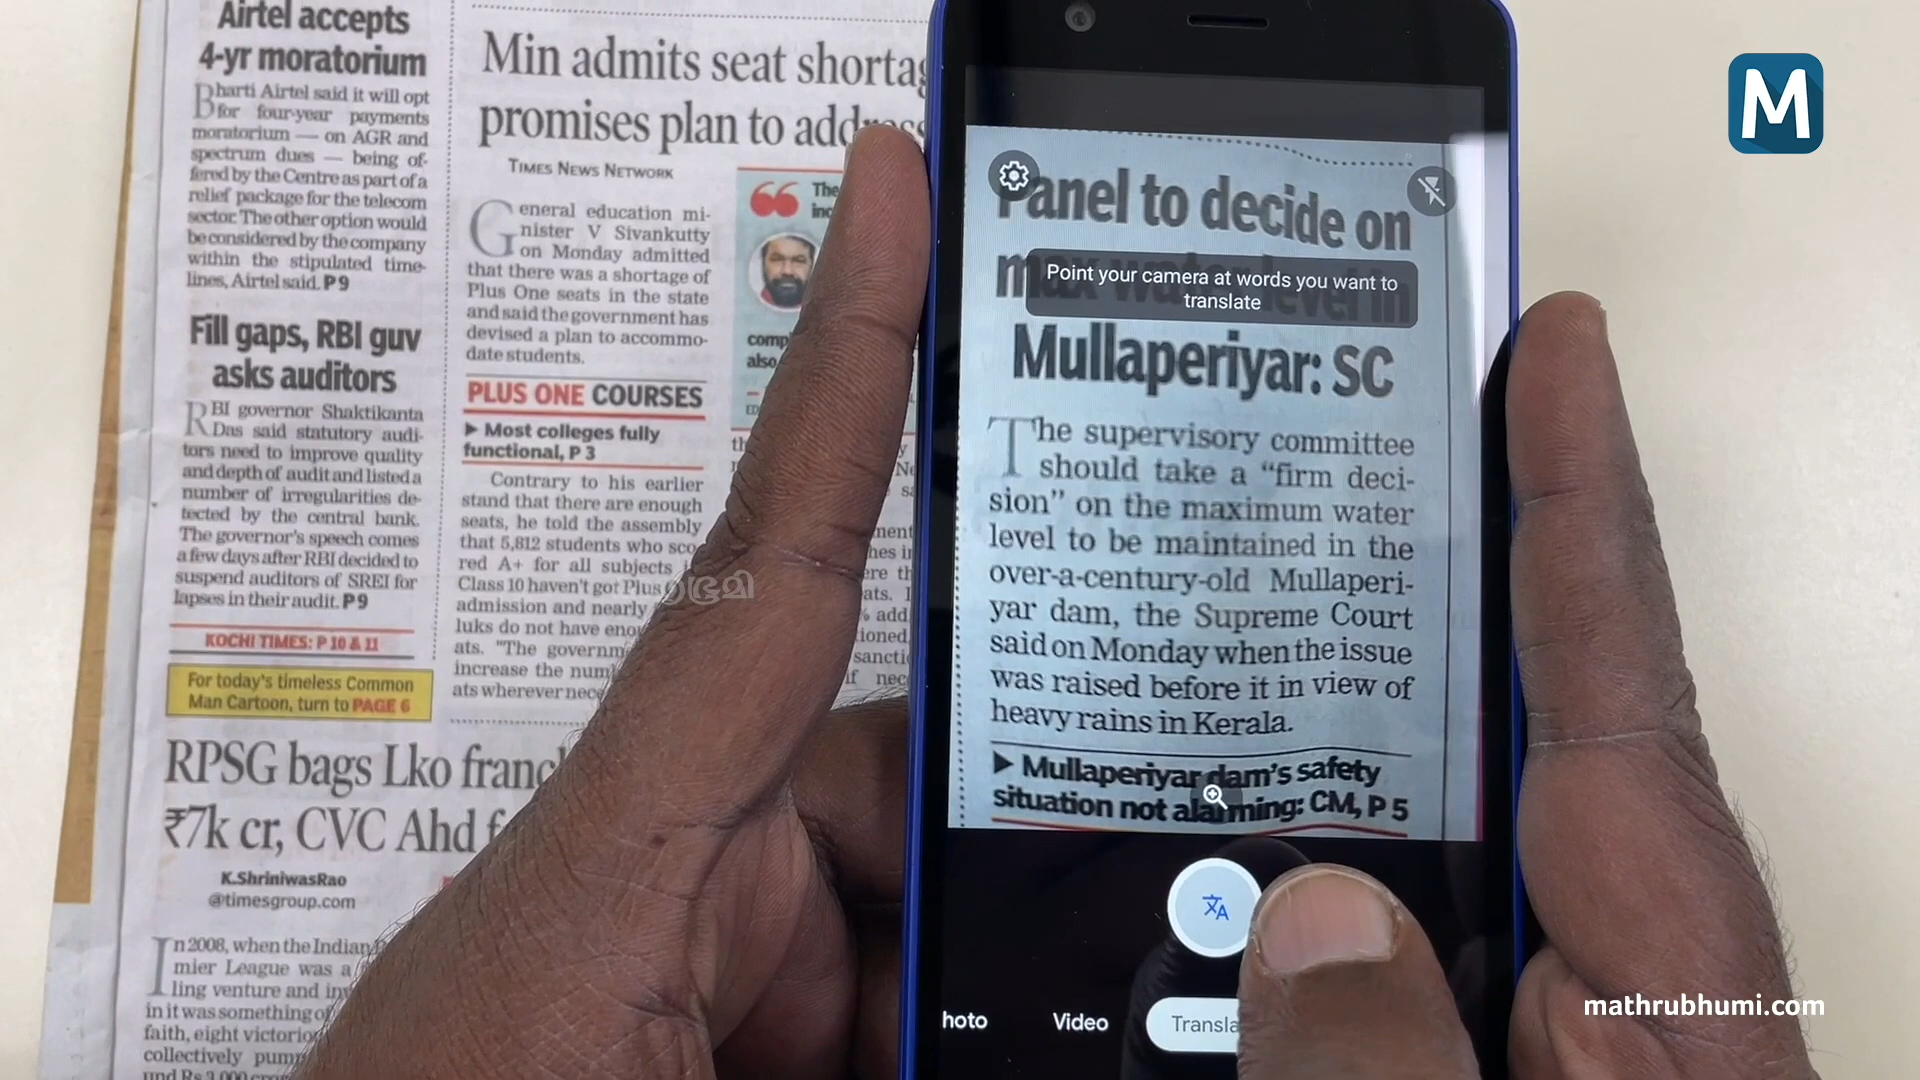 Airtel accepts
4-yr moratorium
Bharti Airtel said it will opt
for four-year payments
moratorium — on AGR and
spectrum dues — being of-
fered by the Centre as part of a
relief package for the telecom
sector. The other option would
be considered by the company
within the stipulated time-
lines, Airtel said. P 9
Fill gaps, RBI guv
asks auditors
RBI governor Shaktikanta
Das said statutory audi-
tors need to improve quality
and depth of audit and listed a
number of irregularities de-
tected by the central bank.
The governor's speech comes
a few days after RBI decided to
suspend auditors of SREI for
lapses in their audit. P 9
KOCHI TIMES: P 10 & 11
For today's timeless Common
Man Cartoon, turn to PAGE 6
Min admits seat shortag
promises plan to address
TIMES NEWS NETWORK
General education mi-
nister V Sivankutty
on Monday admitted
that there was a shortage of
Plus One seats in the state
and said the government has
devised a plan to accommo-
date students.
PLUS ONE COURSES
▶ Most colleges fully
functional, P 3
Contrary to his earlier
stand that there are enough
seats, he told the assembly
that 5,812 students who sco-
red A+ for all subjects
Class 10 haven't got Plus
admission and nearly
luks do not have
ats. "The
increase the
ats wherever
The
also
RPSG bags Lko
₹7k cr, CVC Ahd
K.ShriniwasRao
@timesgroup.com
In 2008, when the Indian
mier League was a
ling venture and
in it was something of
faith, eight
collectively
und Rs 3,000
Panel to decide on
max water level in
Point your camera at words you want to
translate
Mullaperiyar: SC
The supervisory committee
should take a “firm deci-
sion” on the maximum water
level to be maintained in the
over-a-century-old Mullaperi-
yar dam, the Supreme Court
said on Monday when the issue
was raised before it in view of
heavy rains in Kerala.
▶ Mullaperiyar dam's safety
situation not alarming: CM, P 5
Video
M
mathrubhumi.com